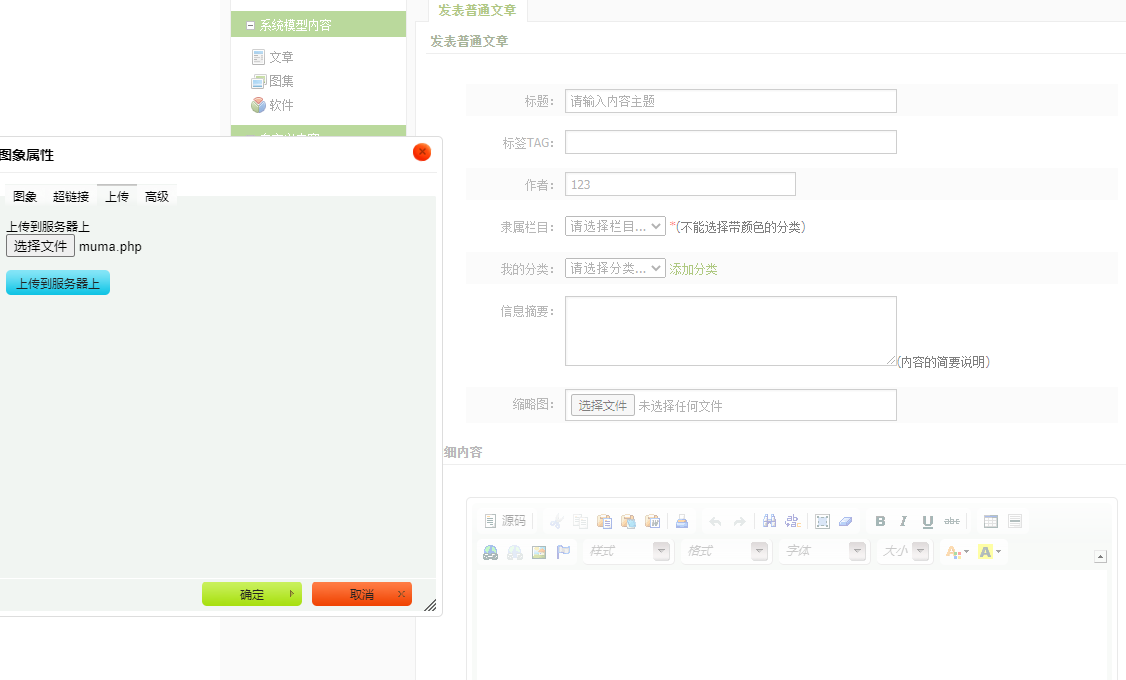 发表普通文章
系统模型内容
发表普通文章
文章
图集
软件
标题：
请输入内容主题
标签TAG：
图象属性
作者：
123
图象 超链接 上传 高级
上传到服务器上
选择文件 muma.php
上传到服务器上
隶属栏目：
请选择栏目... *(不能选择带颜色的分类)
我的分类：
请选择分类... 添加分类
信息摘要：
(内容的简要说明)
缩略图：
选择文件 未选择任何文件
细内容
源码
B I U abc
样式 格式 字体 大小 A A
确定 取消